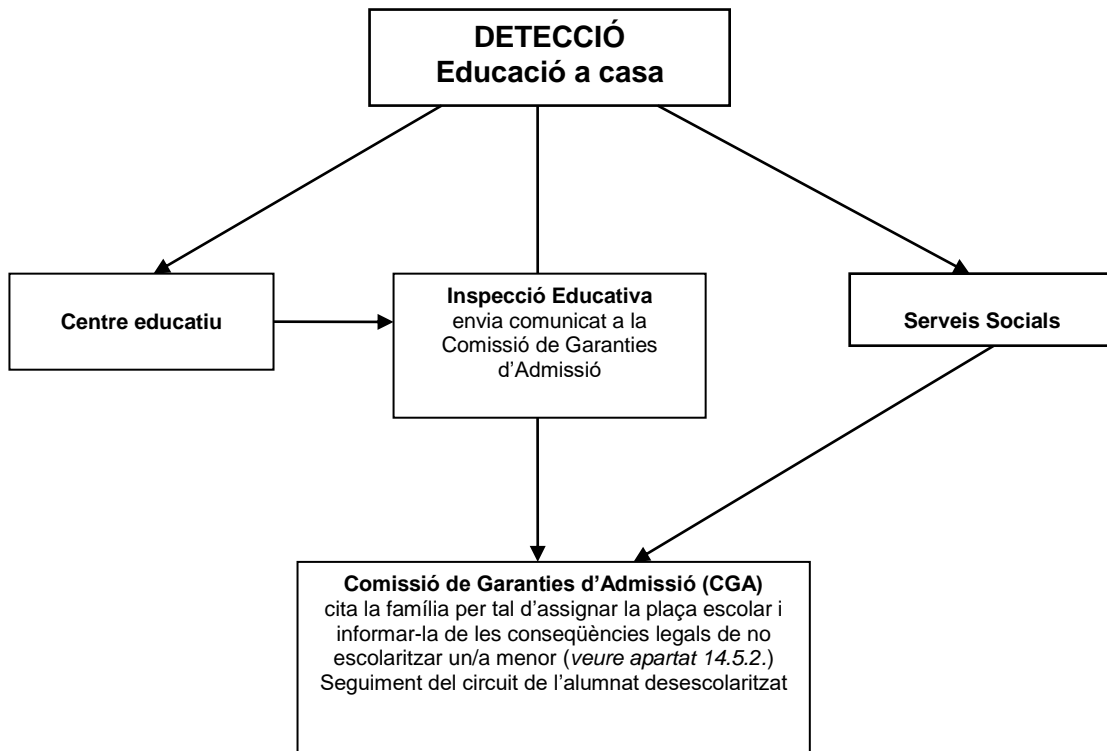 DETECCIÓ
Educació a casa
Centre educatiu
Inspecció Educativa
envia comunicat a la
Comissió de Garanties
d’Admissió
Serveis Socials
Comissió de Garanties d’Admissió (CGA)
cita la família per tal d’assignar la plaça escolar i
informar-la de les conseqüències legals de no
escolaritzar un/a menor (veure apartat 14.5.2.)
Seguiment del circuit de l’alumnat desescolaritzat